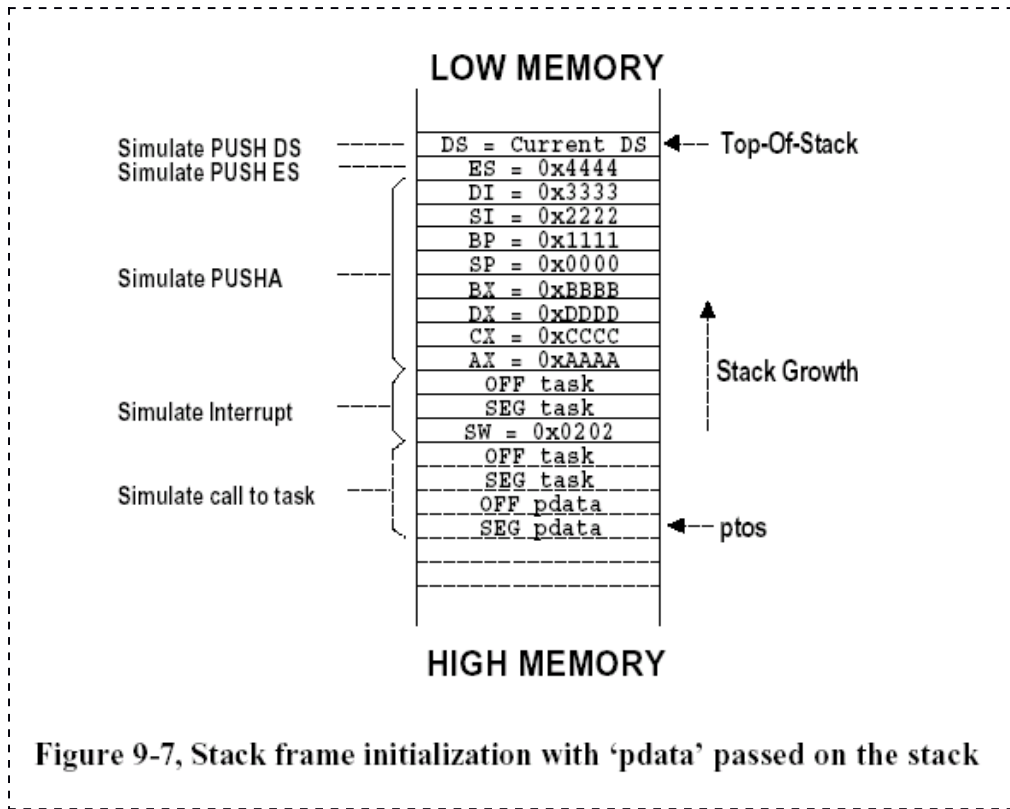 LOW MEMORY
Simulate PUSH DS
DS = Current DS
Top-Of-Stack
Simulate PUSH ES
ES = 0x4444
DI = 0x3333
SI = 0x2222
BP = 0x1111
Simulate PUSHA
SP = 0x0000
BX = 0xBBBB
DX = 0xDDDD
CX = 0xCCCC
AX = 0xAAAA
Stack Growth
OFF task
Simulate Interrupt
SEG task
SW = 0x0202
OFF task
SEG task
Simulate call to task
OFF pdata
SEG pdata
ptos
HIGH MEMORY
Figure 9-7, Stack frame initialization with ‘pdata’ passed on the stack